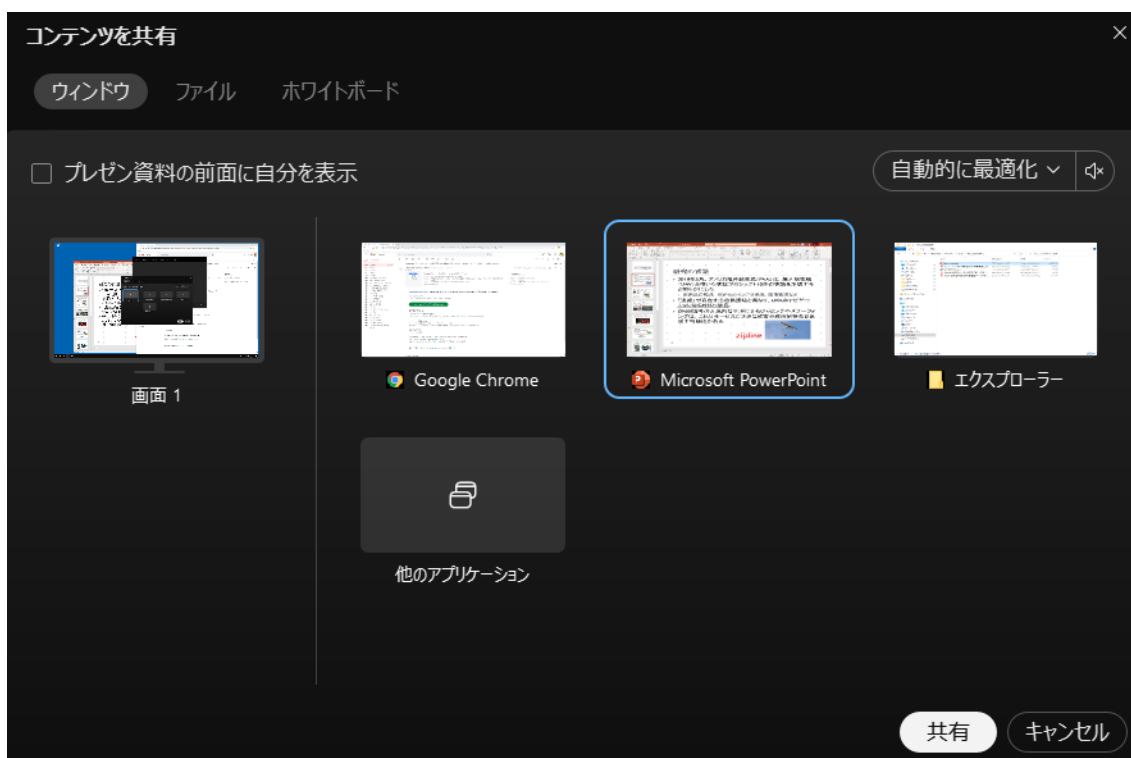 コンテンツを共有
ウィンドウ
ファイル
ホワイトボード
プレゼン資料の前面に自分を表示
自動的に最適化
画面 1
Google Chrome
zipline
Microsoft PowerPoint
エクスプローラー
他のアプリケーション
共有
キャンセル